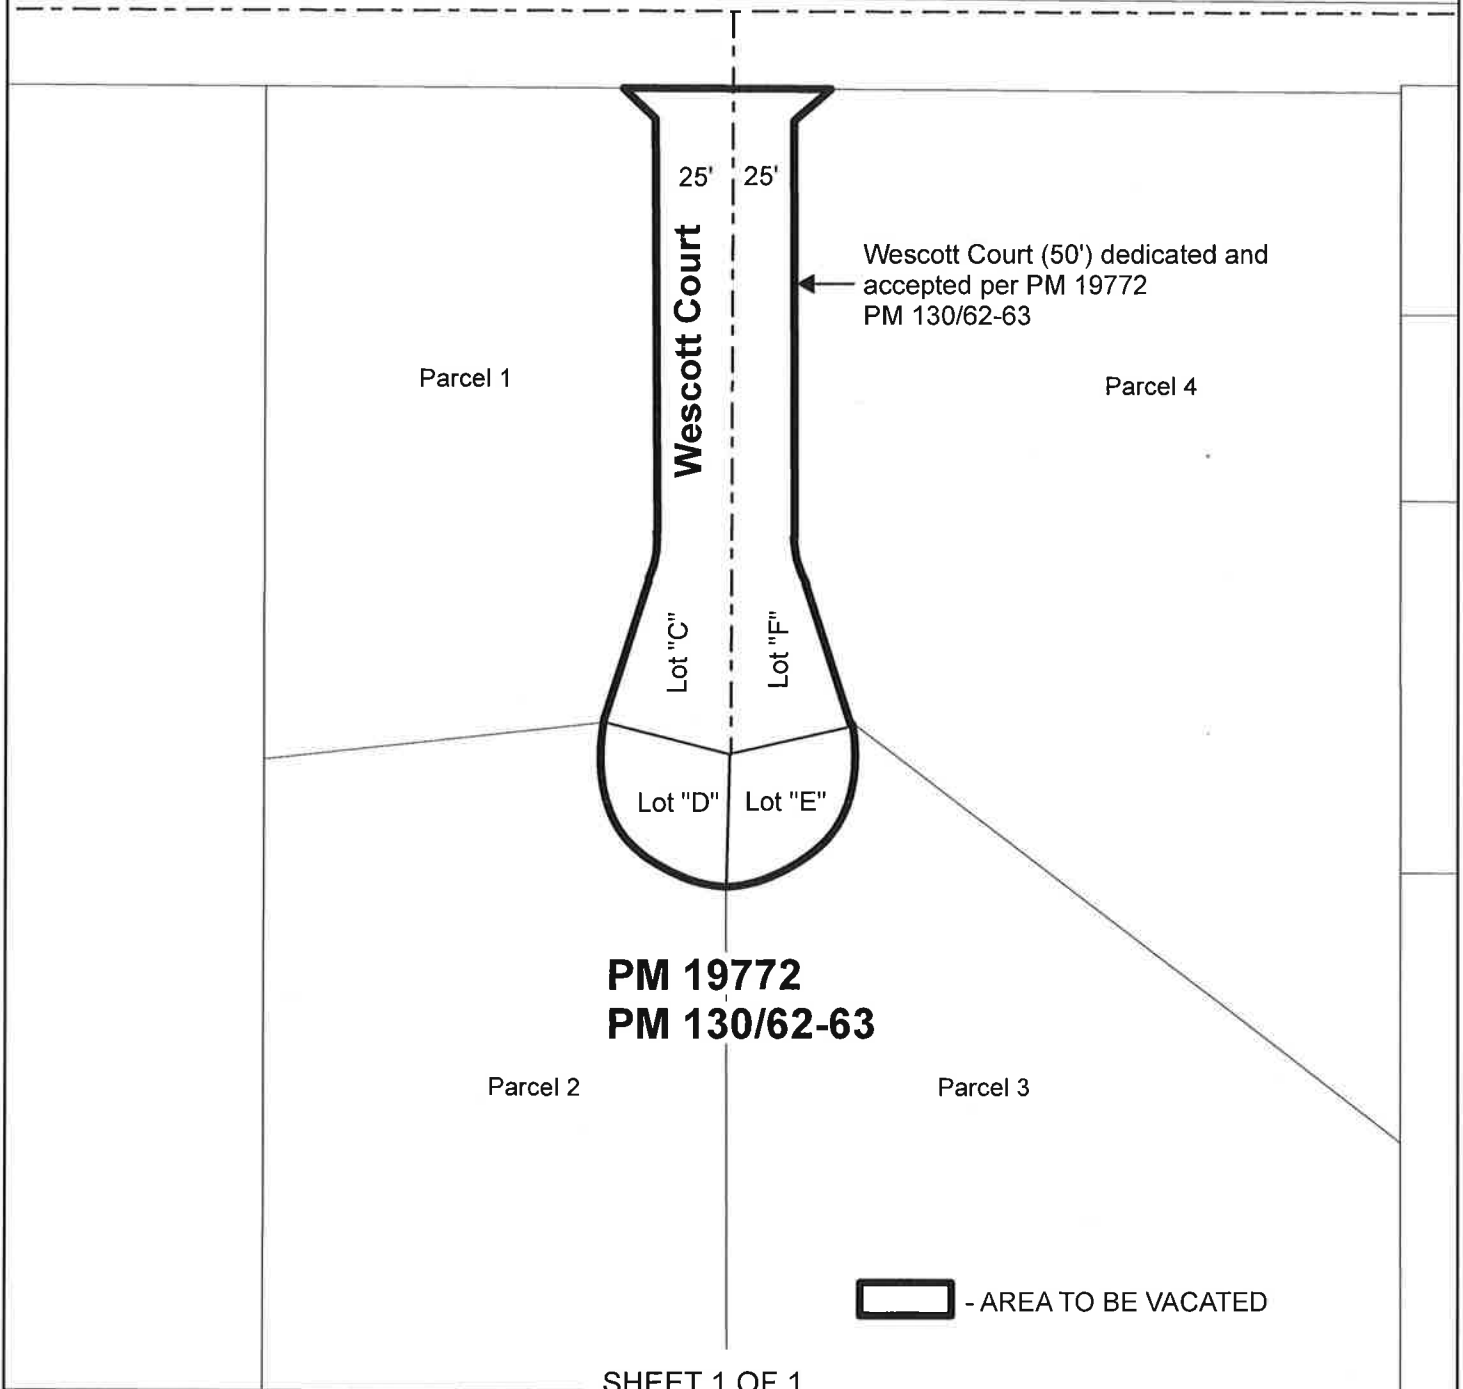 25' 25'
Wescott Court (50') dedicated and
accepted per PM 19772
PM 130/62-63
Wescott Court
Parcel 1
Parcel 4
Lot "C"
Lot "F"
Lot "D" Lot "E"
PM 19772
PM 130/62-63
Parcel 2
Parcel 3
- AREA TO BE VACATED
SHEET 1 OF 1